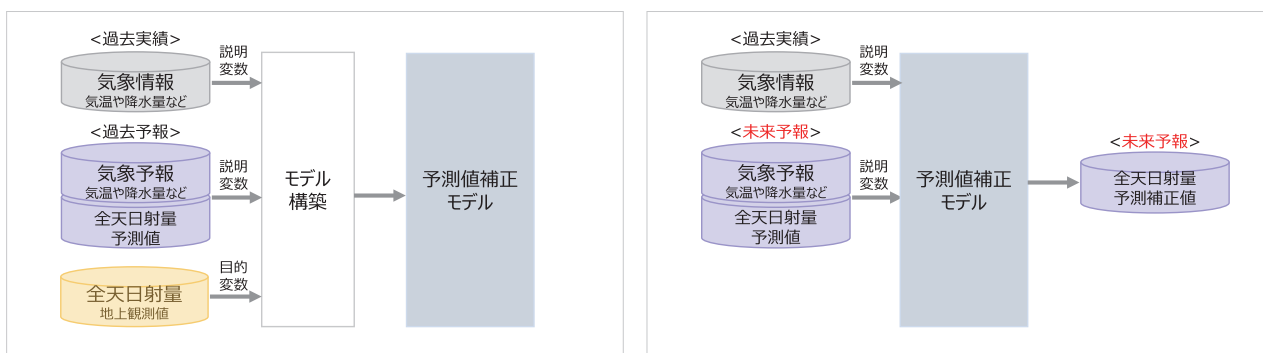 <過去実績>
気象情報
気温や降水量など
説明
変数
<過去予報>
気象予報
気温や降水量など
全天日射量
予測値
説明
変数
全天日射量
地上観測値
目的
変数
モデル
構築
予測値補正
モデル
<過去実績>
気象情報
気温や降水量など
説明
変数
<未来予報>
気象予報
気温や降水量など
全天日射量
予測値
説明
変数
予測値補正
モデル
<未来予報>
全天日射量
予測補正値